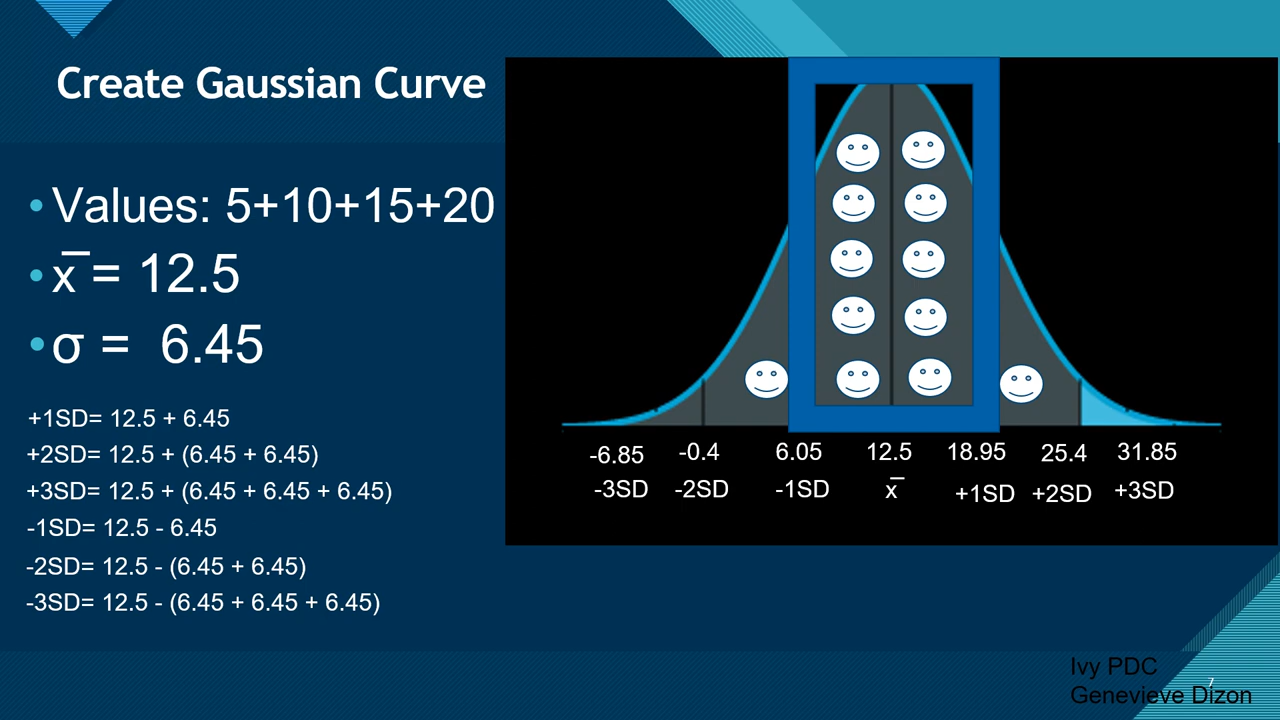 Create Gaussian Curve
• Values: 5+10+15+20
• x̅ = 12.5
• σ = 6.45
+1SD= 12.5 + 6.45
+2SD= 12.5 + (6.45 + 6.45)
+3SD= 12.5 + (6.45 + 6.45 + 6.45)
-1SD= 12.5 - 6.45
-2SD= 12.5 - (6.45 + 6.45)
-3SD= 12.5 - (6.45 + 6.45 + 6.45)
-6.85 -0.4 6.05 12.5 18.95 25.4 31.85
-3SD -2SD -1SD x̅ +1SD +2SD +3SD
Ivy PDC
7
Genevieve Dizon